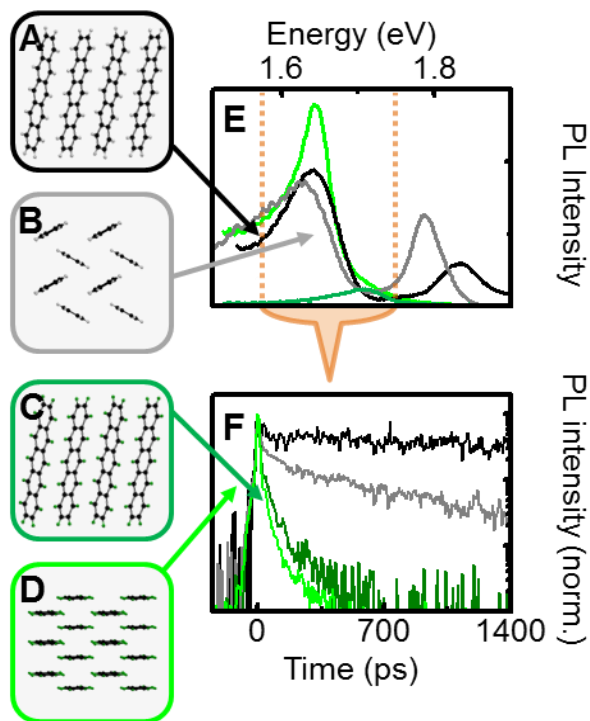 Energy (eV)
1.6 1.8
A
E
PL Intensity
B
C
F
PL intensity (norm.)
D
0 700 1400
Time (ps)